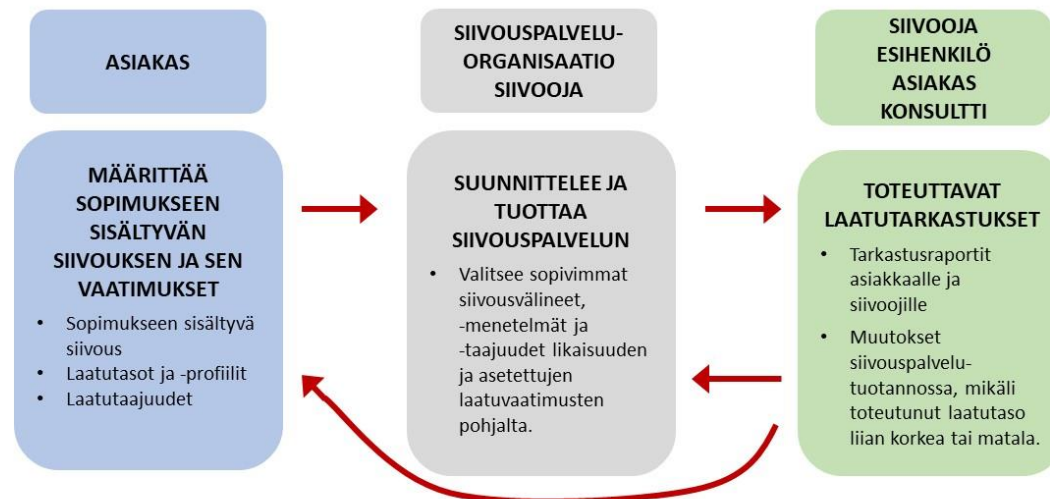 ASIAKAS
MÄÄRITTÄÄ
SOPIMUKSEEN
SISÄLTYVÄN
SIIVOUKSEN JA SEN
VAATIMUKSET
• Sopimukseen sisältyvä
siivous
• Laatutasot ja -profiilit
• Laatutaajuudet
SIIVOUSPALVELU-
ORGANISAATIO
SIIVOOJA
SUUNNITTELEE JA
TUOTTAA
SIIVOUSPALVELUN
• Valitsee sopivimmat
siivousvälineet,
-menetelmät ja
-taajuudet likaisuuden
ja asetettujen
laatuvaatimusten
pohjalta.
SIIVOOJA
ESIHENKILÖ
ASIAKAS
KONSULTTI
TOTEUTTAVAT
LAATUTARKASTUKSET
• Tarkastusraportit
asiakkaalle ja
siivoojille
• Muutokset
siivouspalvelu-
tuotannossa, mikäli
toteutunut laatutaso
liian korkea tai matala.